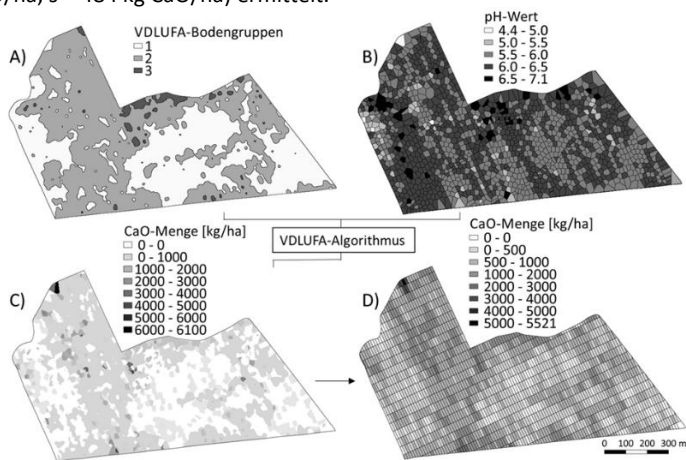 VDLUFA-Bodengruppen
A)
1
2
3
pH-Wert
B)
4.4 - 5.0
5.0 - 5.5
5.5 - 6.0
6.0 - 6.5
6.5 - 7.1
VDLUFA-Algorithmus
CaO-Menge [kg/ha]
C)
0 - 0
0 - 1000
1000 - 2000
2000 - 3000
3000 - 4000
4000 - 5000
5000 - 6000
6000 - 6100
CaO-Menge [kg/ha]
D)
0 - 0
0 - 500
500 - 1000
1000 - 2000
2000 - 3000
3000 - 4000
4000 - 5000
5000 - 5521
0 100 200 300 m